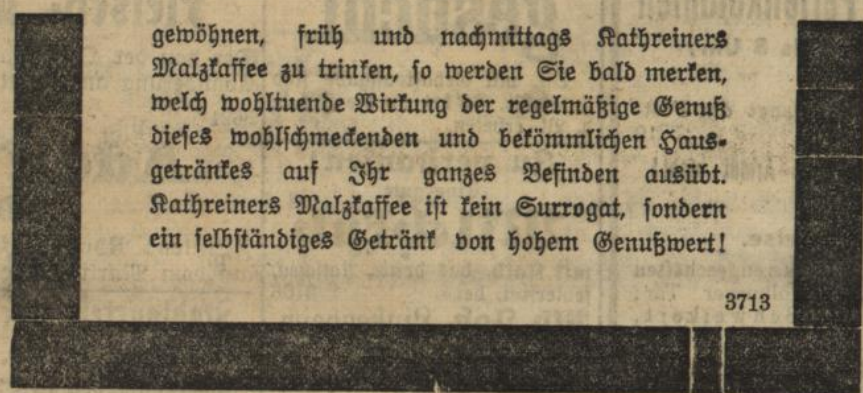 gewöhnen, früh und nachmittags Kathreiners
Malzkaffee zu trinken, so werden Sie bald merken,
welch wohltuende Wirkung der regelmäßige Genuß
dieses wohlschmeckenden und bekömmlichen Haus-
getränkes auf Ihr ganzes Befinden ausübt.
Kathreiners Malzkaffee ist kein Surrogat, sondern
ein selbständiges Getränk von hohem Genußwert!
3713